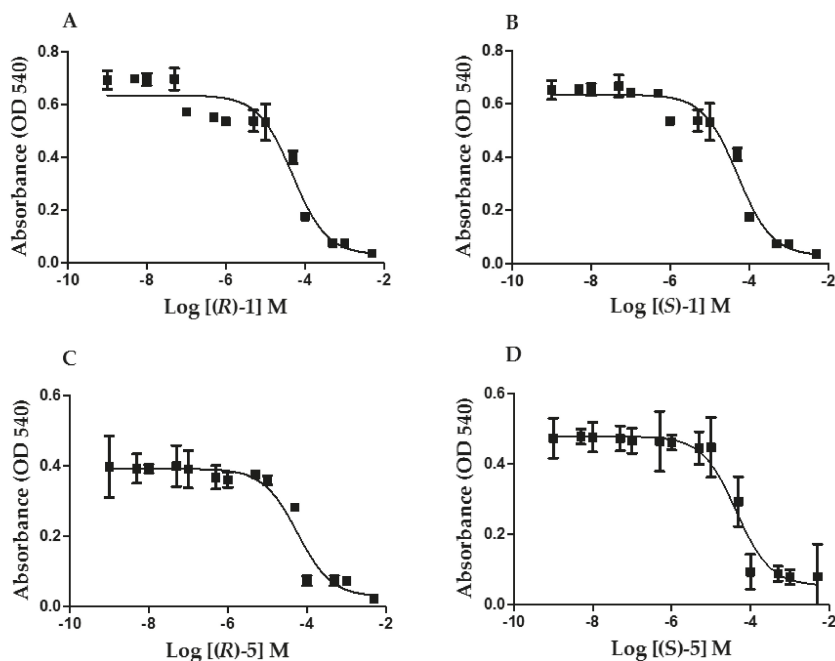 A
Absorbance (OD 540)
0.8
0.6
0.4
0.2
0.0
-10 -8 -6 -4 -2
Log [(R)-1] M
B
Absorbance (OD 540)
0.8
0.6
0.4
0.2
0.0
-10 -8 -6 -4 -2
Log [(S)-1] M
C
Absorbance (OD 540)
0.6
0.4
0.2
0.0
-10 -8 -6 -4 -2
Log [(R)-5] M
D
Absorbance (OD 540)
0.6
0.4
0.2
0.0
-10 -8 -6 -4 -2
Log [(S)-5] M